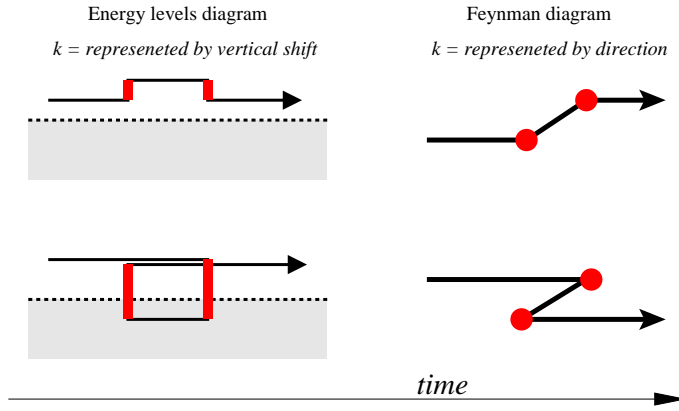 Energy levels diagram
Feynman diagram
k = represeneted by vertical shift
k = represeneted by direction
time